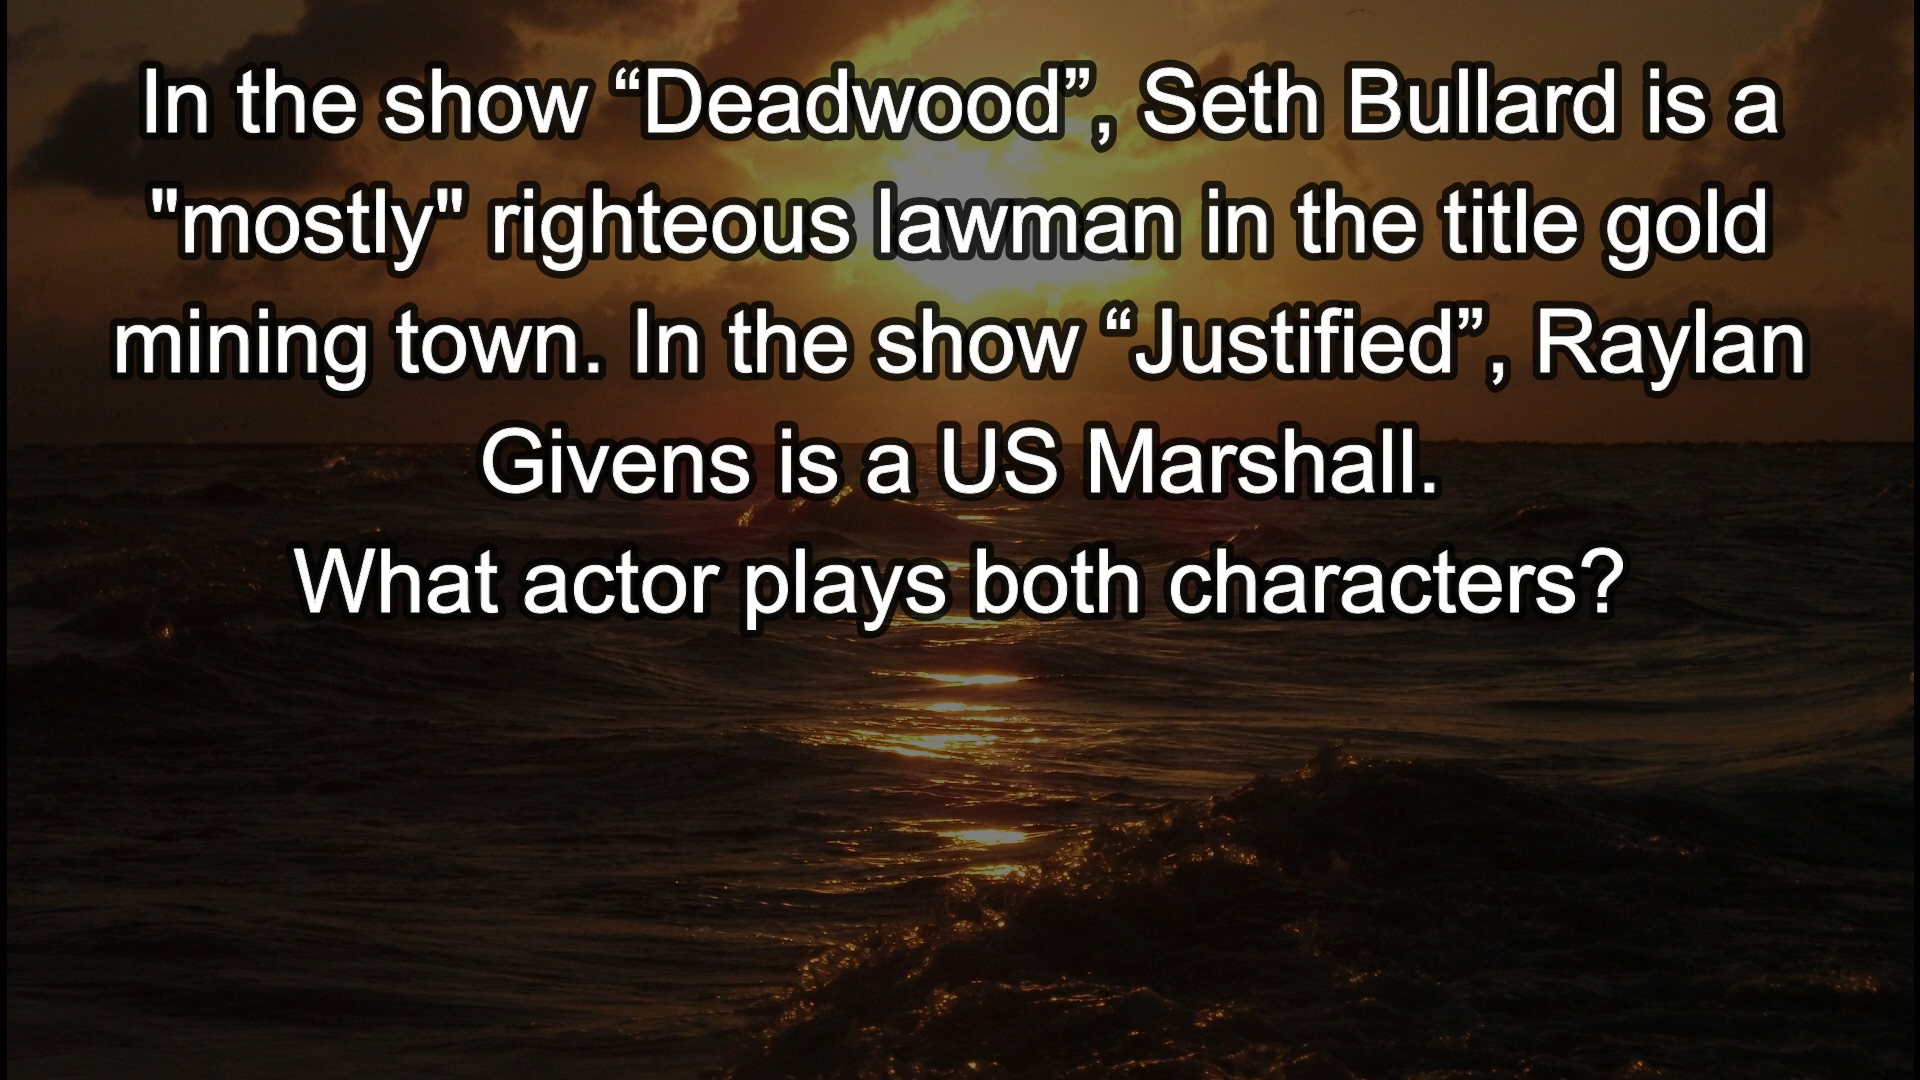 In the show “Deadwood”, Seth Bullard is a
"mostly" righteous lawman in the title gold
mining town. In the show “Justified”, Raylan
Givens is a US Marshall.
What actor plays both characters?